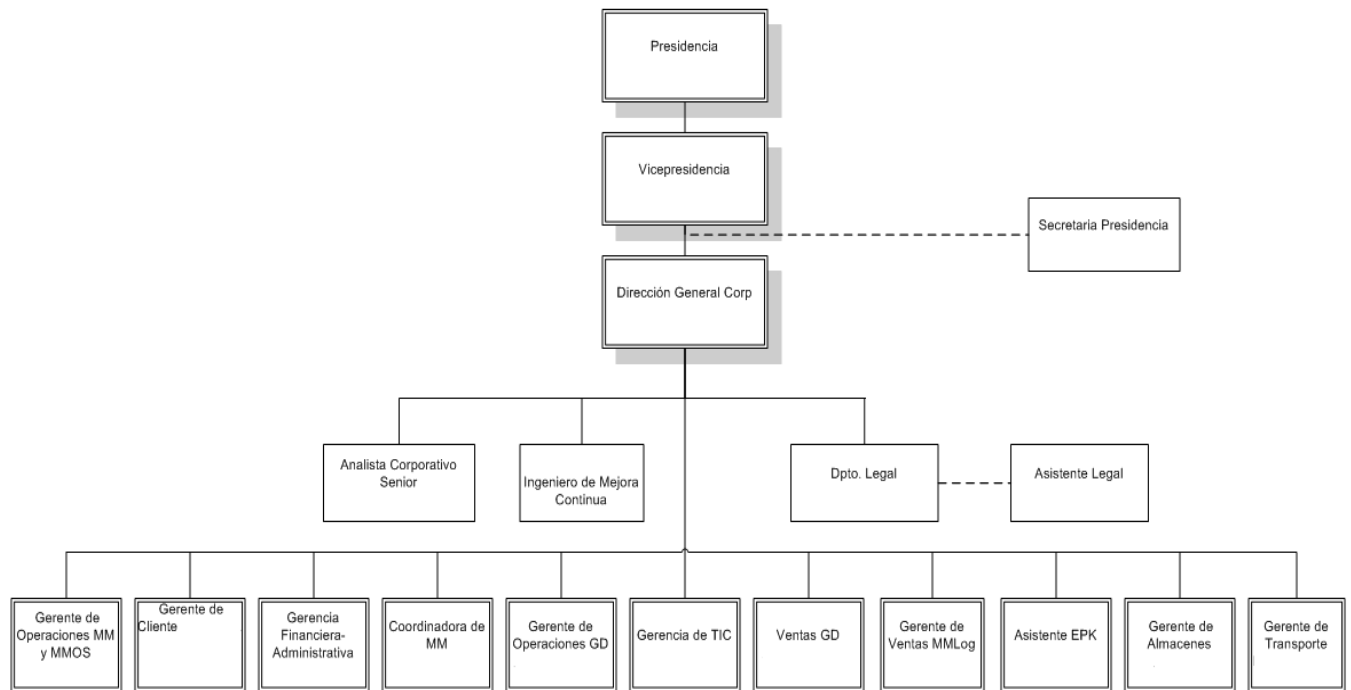 Presidencia
Vicepresidencia
Secretaria Presidencia
Dirección General Corp
Analista Corporativo
Senior
Ingeniero de Mejora
Continua
Dpto. Legal
Asistente Legal
Gerente de
Operaciones MM
y MMOS
Gerente de
Cliente
Gerencia
Financiera-
Administrativa
Coordinadora de
MM
Gerente de
Operaciones GD
Gerencia de TIC
Ventas GD
Gerente de
Ventas MMLog
Asistente EPK
Gerente de
Almacenes
Gerente de
Transporte